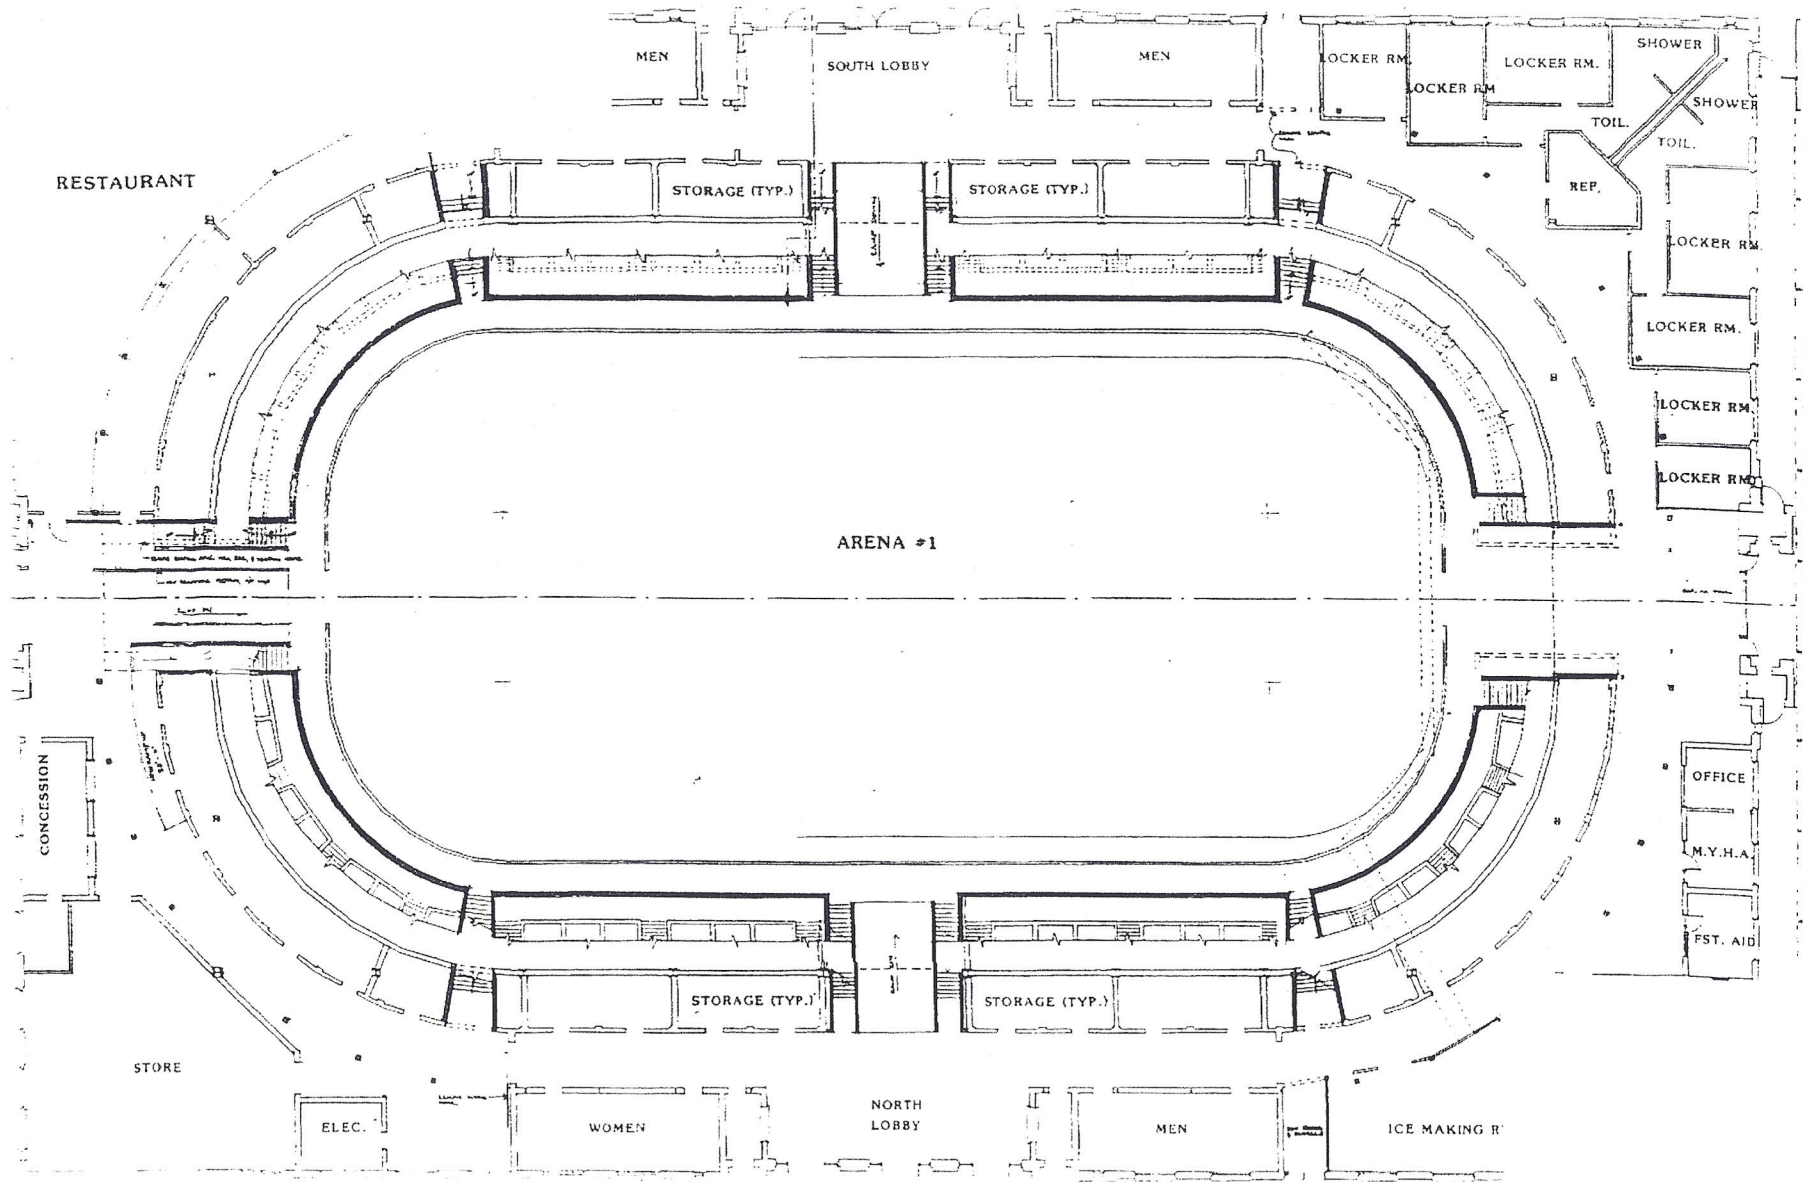 MEN
SOUTH LOBBY
MEN
LOCKER RM.
LOCKER RM
LOCKER RM.
SHOWER
SHOWER
TOIL.
TOIL.
REF.
RESTAURANT
STORAGE (TYP.)
STORAGE (TYP.)
LOCKER RM.
LOCKER RM.
LOCKER RM
LOCKER RM
ARENA #1
CONCESSION
OFFICE
M.Y.H.A.
FST. AID
STORAGE (TYP.)
STORAGE (TYP.)
STORE
ELEC.
WOMEN
NORTH
LOBBY
MEN
ICE MAKING R